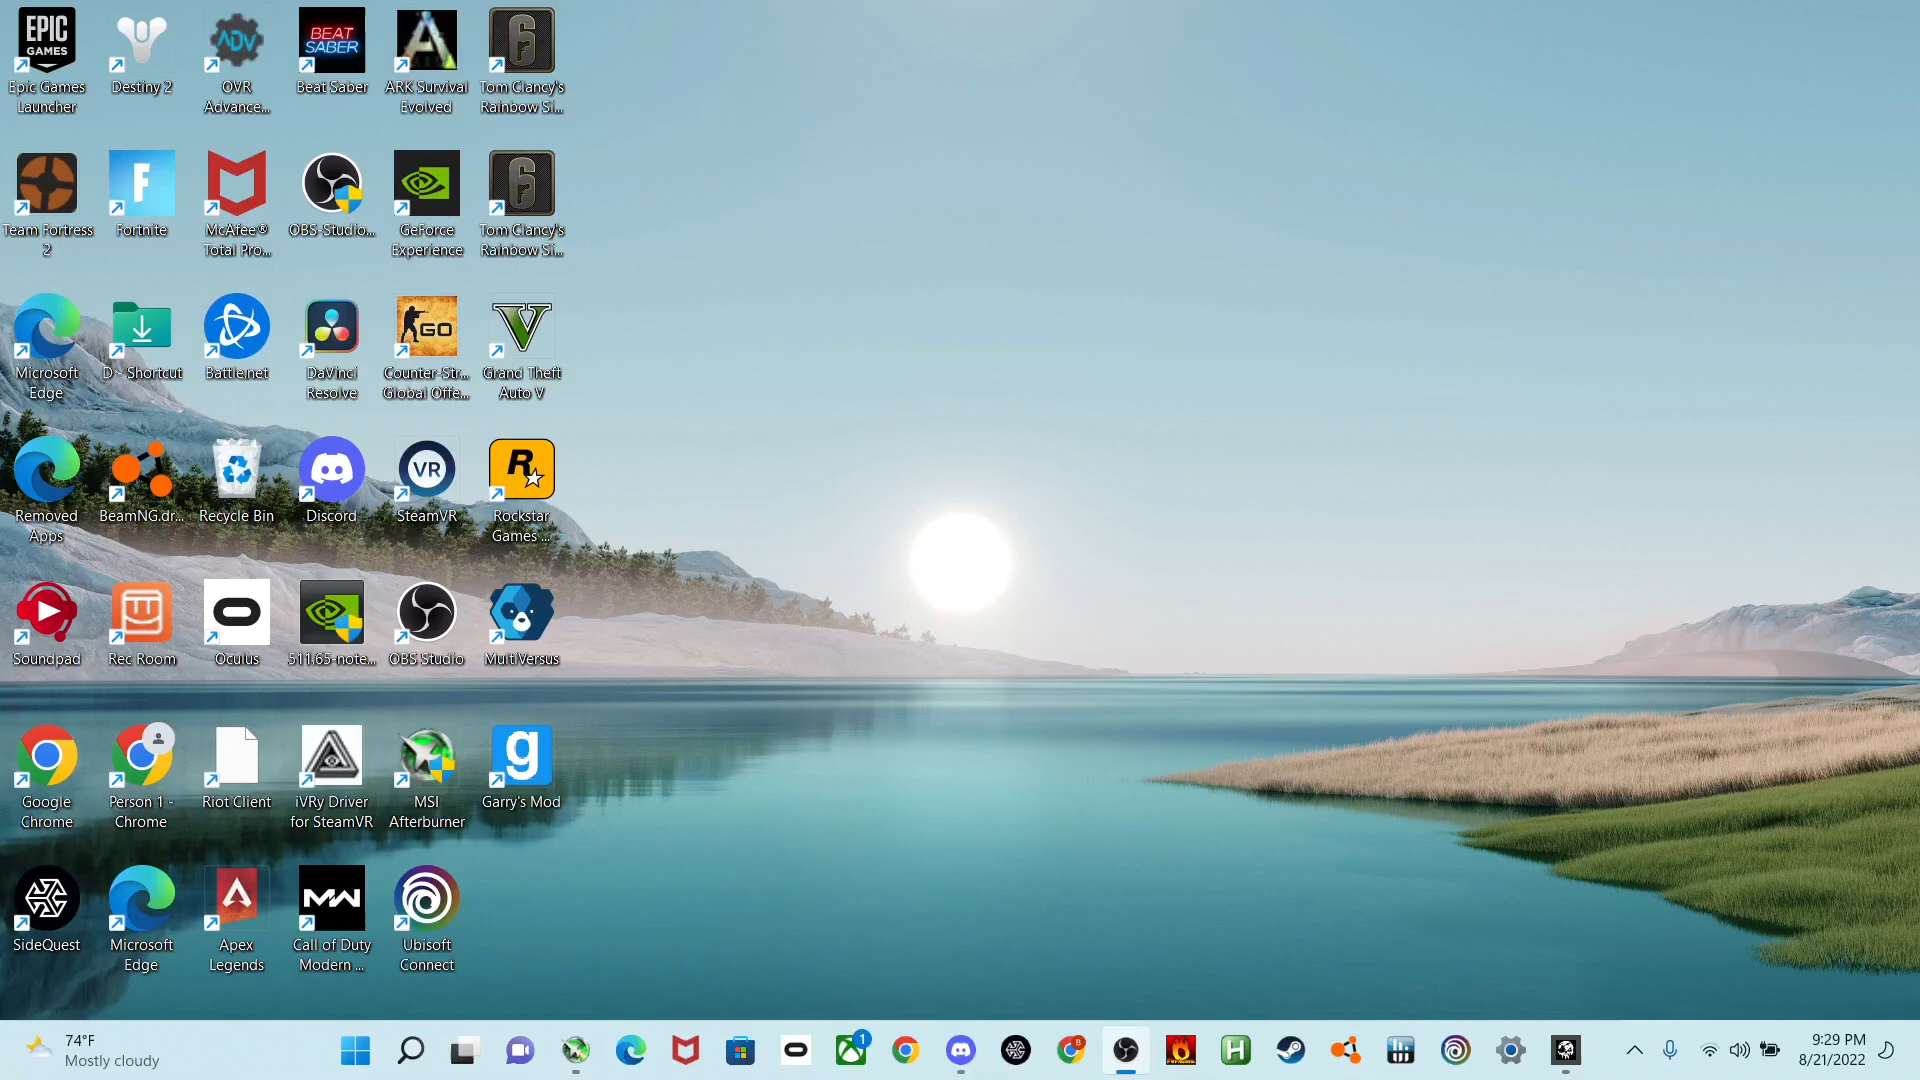 EPIC
GAMES
Epic Games
Launcher
Destiny 2
ADV
OVR
Advance...
BEAT
SABER
Beat Saber
ARK Survival
Evolved
6
Tom Clancy's
Rainbow Si...
Team Fortress
2
F
Fortnite
McAfee®
Total Pro...
OBS-Studio...
GeForce
Experience
6
Tom Clancy's
Rainbow Si...
Microsoft
Edge
D - Shortcut
Battle.net
DaVinci
Resolve
GO
Counter-Str...
Global Offe...
V
Grand Theft
Auto V
Removed
Apps
BeamNG.dr...
Recycle Bin
Discord
VR
SteamVR
R
Rockstar
Games ...
Soundpad
Rec Room
Oculus
511.65-note...
OBS Studio
MultiVersus
Google
Chrome
Person 1 -
Chrome
Riot Client
iVRy Driver
for SteamVR
MSI
Afterburner
g
Garry's Mod
SideQuest
Microsoft
Edge
Apex
Legends
MW
Call of Duty
Modern ...
Ubisoft
Connect
74°F
Mostly cloudy
1
8
H
9:29 PM
8/21/2022